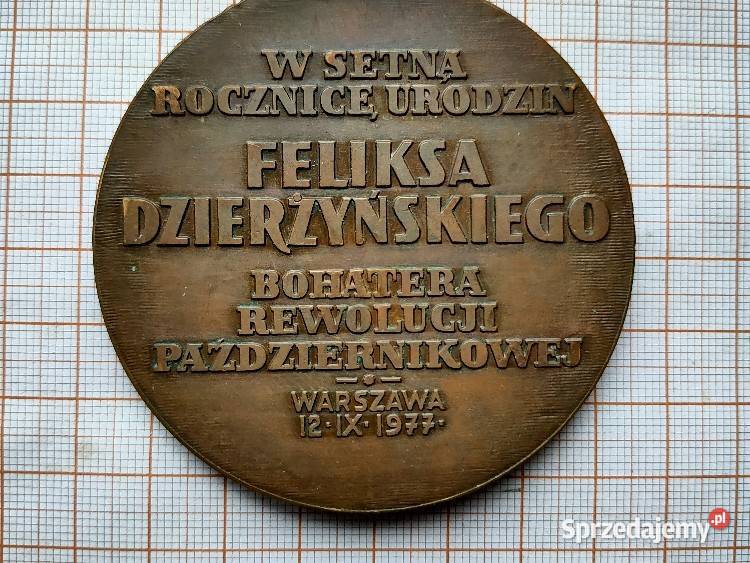 W SETNĄ
ROCZNICĘ URODZIN
FELIKSA
DZIERŻYŃSKIEGO
BOHATERA
REWOLUCJI
PAŹDZIERNIKOWEJ
WARSZAWA
12·IX·1977·
Sprzedajemy.pl